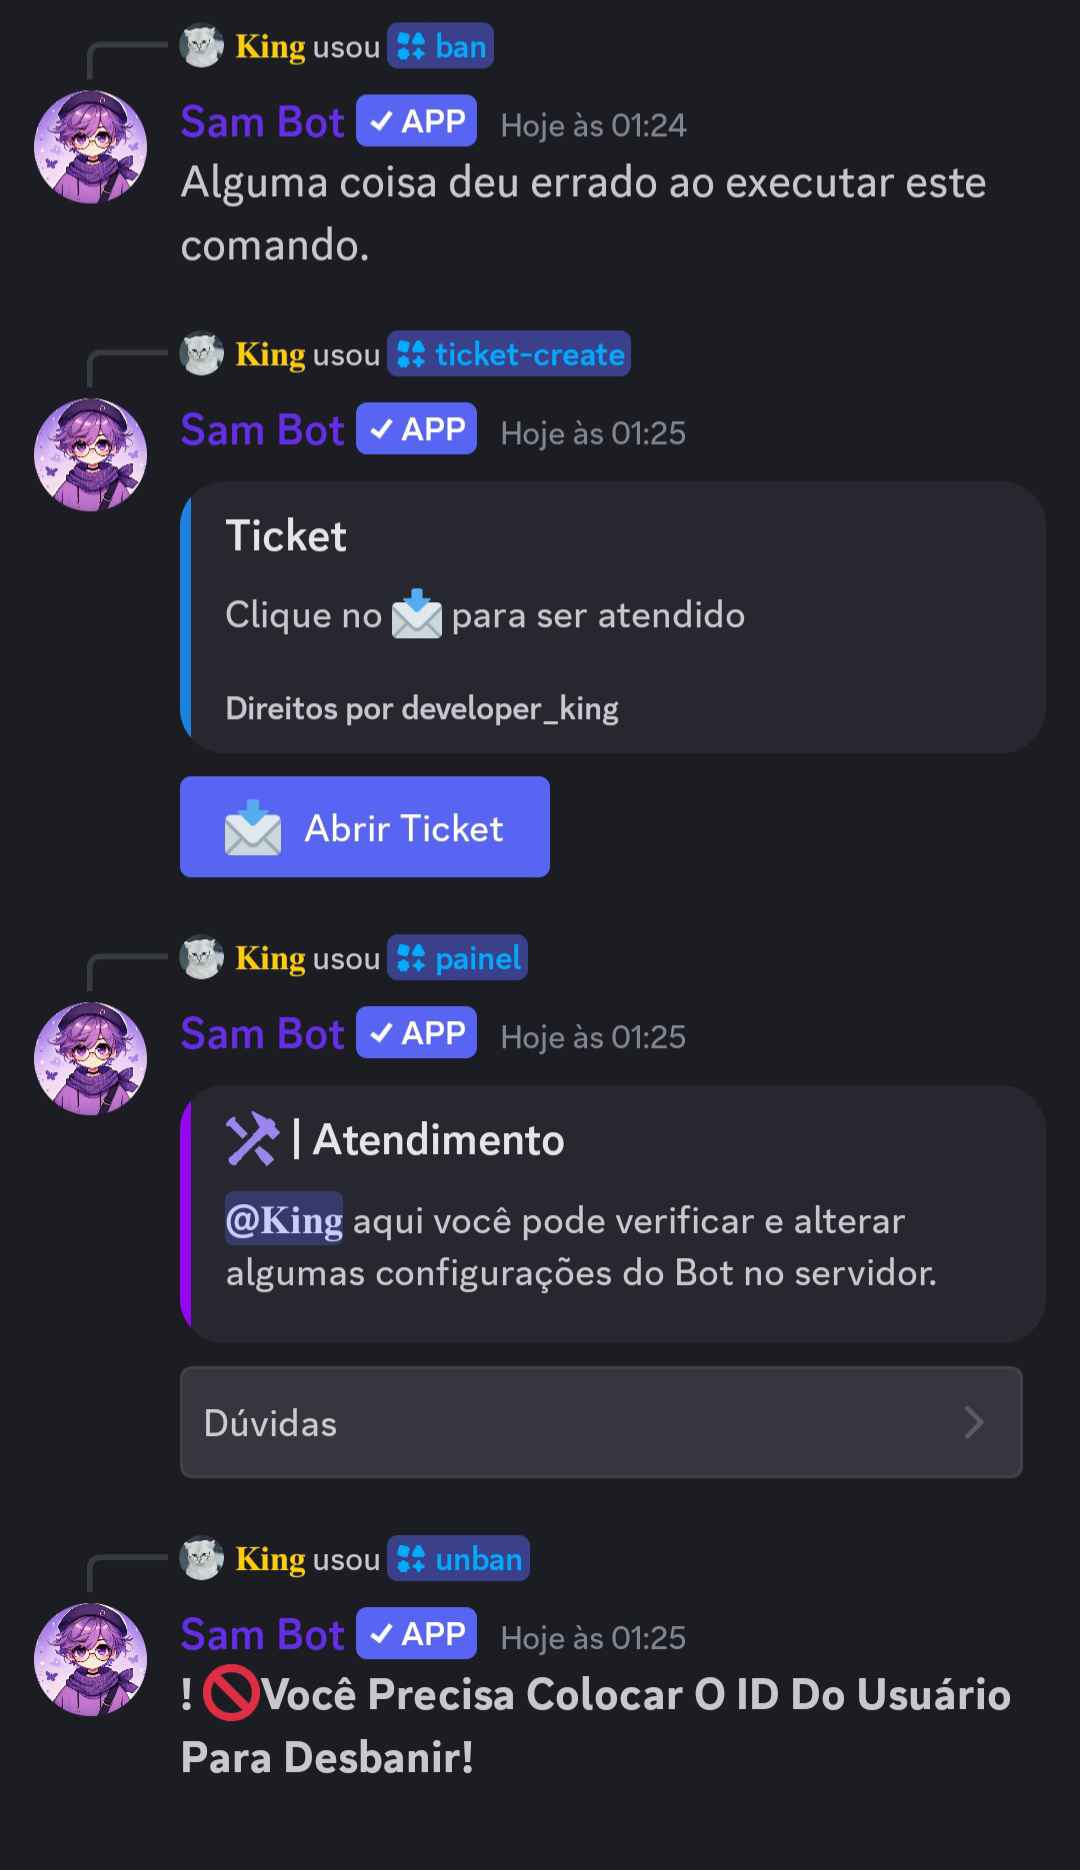 King usou ban
Sam Bot ✓ APP Hoje às 01:24
Alguma coisa deu errado ao executar este
comando.
King usou ticket-create
Sam Bot ✓ APP Hoje às 01:25
Ticket
Clique no 📩 para ser atendido
Direitos por developer_king
📩 Abrir Ticket
King usou painel
Sam Bot ✓ APP Hoje às 01:25
| Atendimento
@King aqui você pode verificar e alterar
algumas configurações do Bot no servidor.
Dúvidas
King usou unban
Sam Bot ✓ APP Hoje às 01:25
! 🚫Você Precisa Colocar O ID Do Usuário
Para Desbanir!